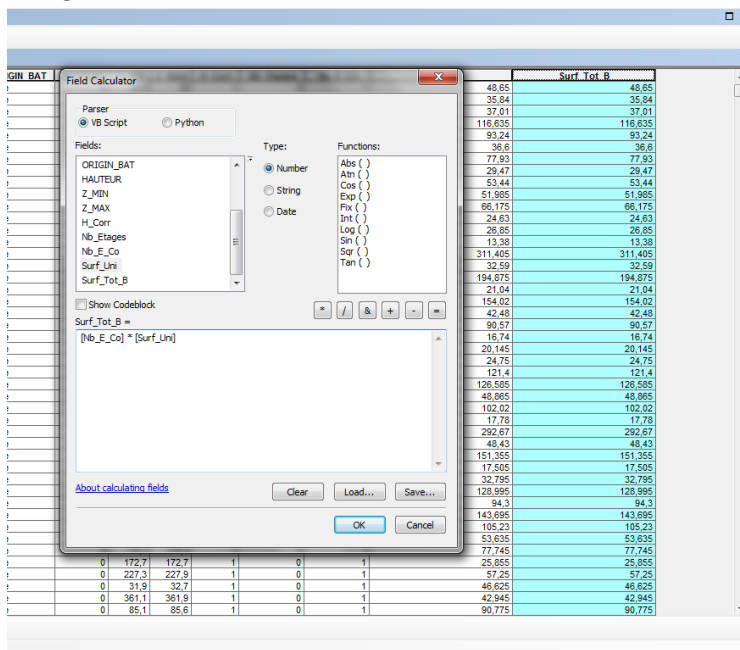 GIN_BAT Surf_Tot_B
Field Calculator
48,65 48,65
35,84 35,84
Parser
37,01 37,01
VB Script Python
116,635 116,635
93,24 93,24
Fields: Type: Functions:
36,6 36,6
77,93 77,93
ORIGIN_BAT Number Abs ( )
29,47 29,47
HAUTEUR Atn ( )
53,44 53,44
Z_MIN String Cos ( )
51,985 51,985
Z_MAX Date Exp ( )
66,175 66,175
H_Corr Fix ( )
24,63 24,63
Nb_Etages Int ( )
26,85 26,85
Nb_E_Co Log ( )
13,38 13,38
Surf_Uni Sin ( )
311,405 311,405
Surf_Tot_B Sqr ( )
32,59 32,59
Tan ( )
194,875 194,875
21,04 21,04
Show Codeblock * / & + - =
154,02 154,02
42,48 42,48
Surf_Tot_B =
90,57 90,57
[Nb_E_Co] * [Surf_Uni]
16,74 16,74
20,145 20,145
24,75 24,75
121,4 121,4
126,585 126,585
48,865 48,865
102,02 102,02
17,78 17,78
292,67 292,67
48,43 48,43
151,355 151,355
17,505 17,505
About calculating fields Clear Load... Save...
32,795 32,795
128,995 128,995
94,3 94,3
143,695 143,695
OK Cancel
105,23 105,23
53,635 53,635
77,745 77,745
0 172,7 172,7 1 0 1 25,855 25,855
0 227,3 227,9 1 0 1 57,25 57,25
0 31,9 32,7 1 0 1 46,625 46,625
0 361,1 361,9 1 0 1 42,945 42,945
0 85,1 85,6 1 0 1 90,775 90,775